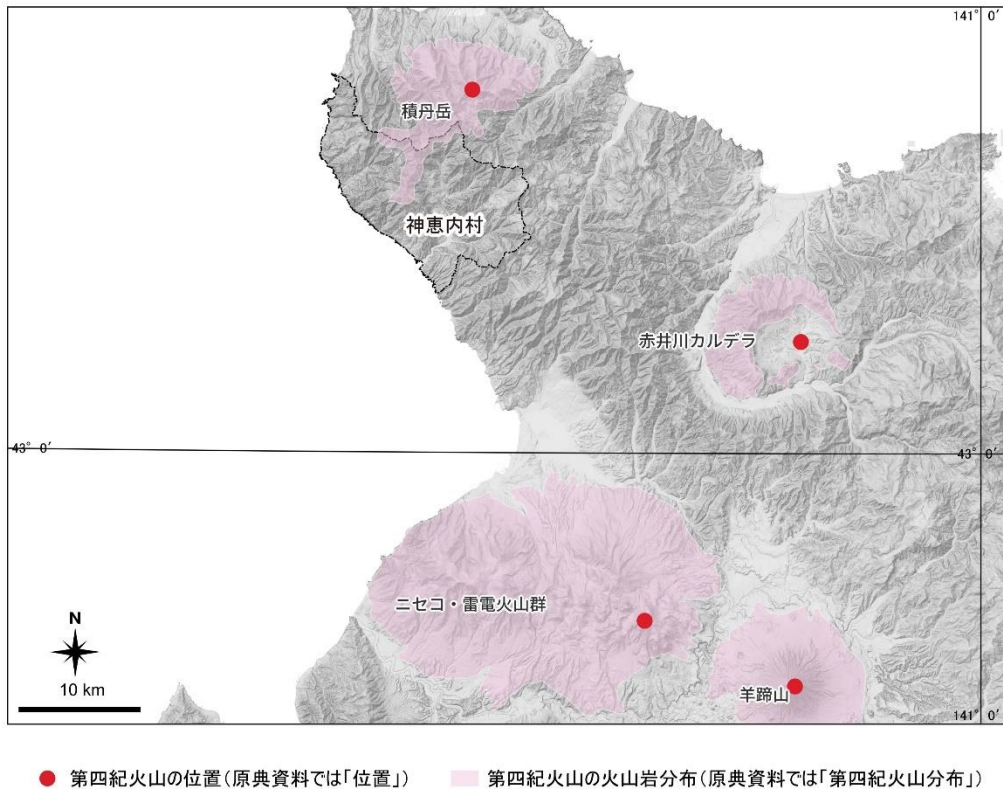 141° 0′
積丹岳
神恵内村
赤井川カルデラ
43° 0′
43° 0′
ニセコ・雷電火山群
N
10 km
羊蹄山
141° 0′
第四紀火山の位置(原典資料では「位置」)
第四紀火山の火山岩分布(原典資料では「第四紀火山分布」)